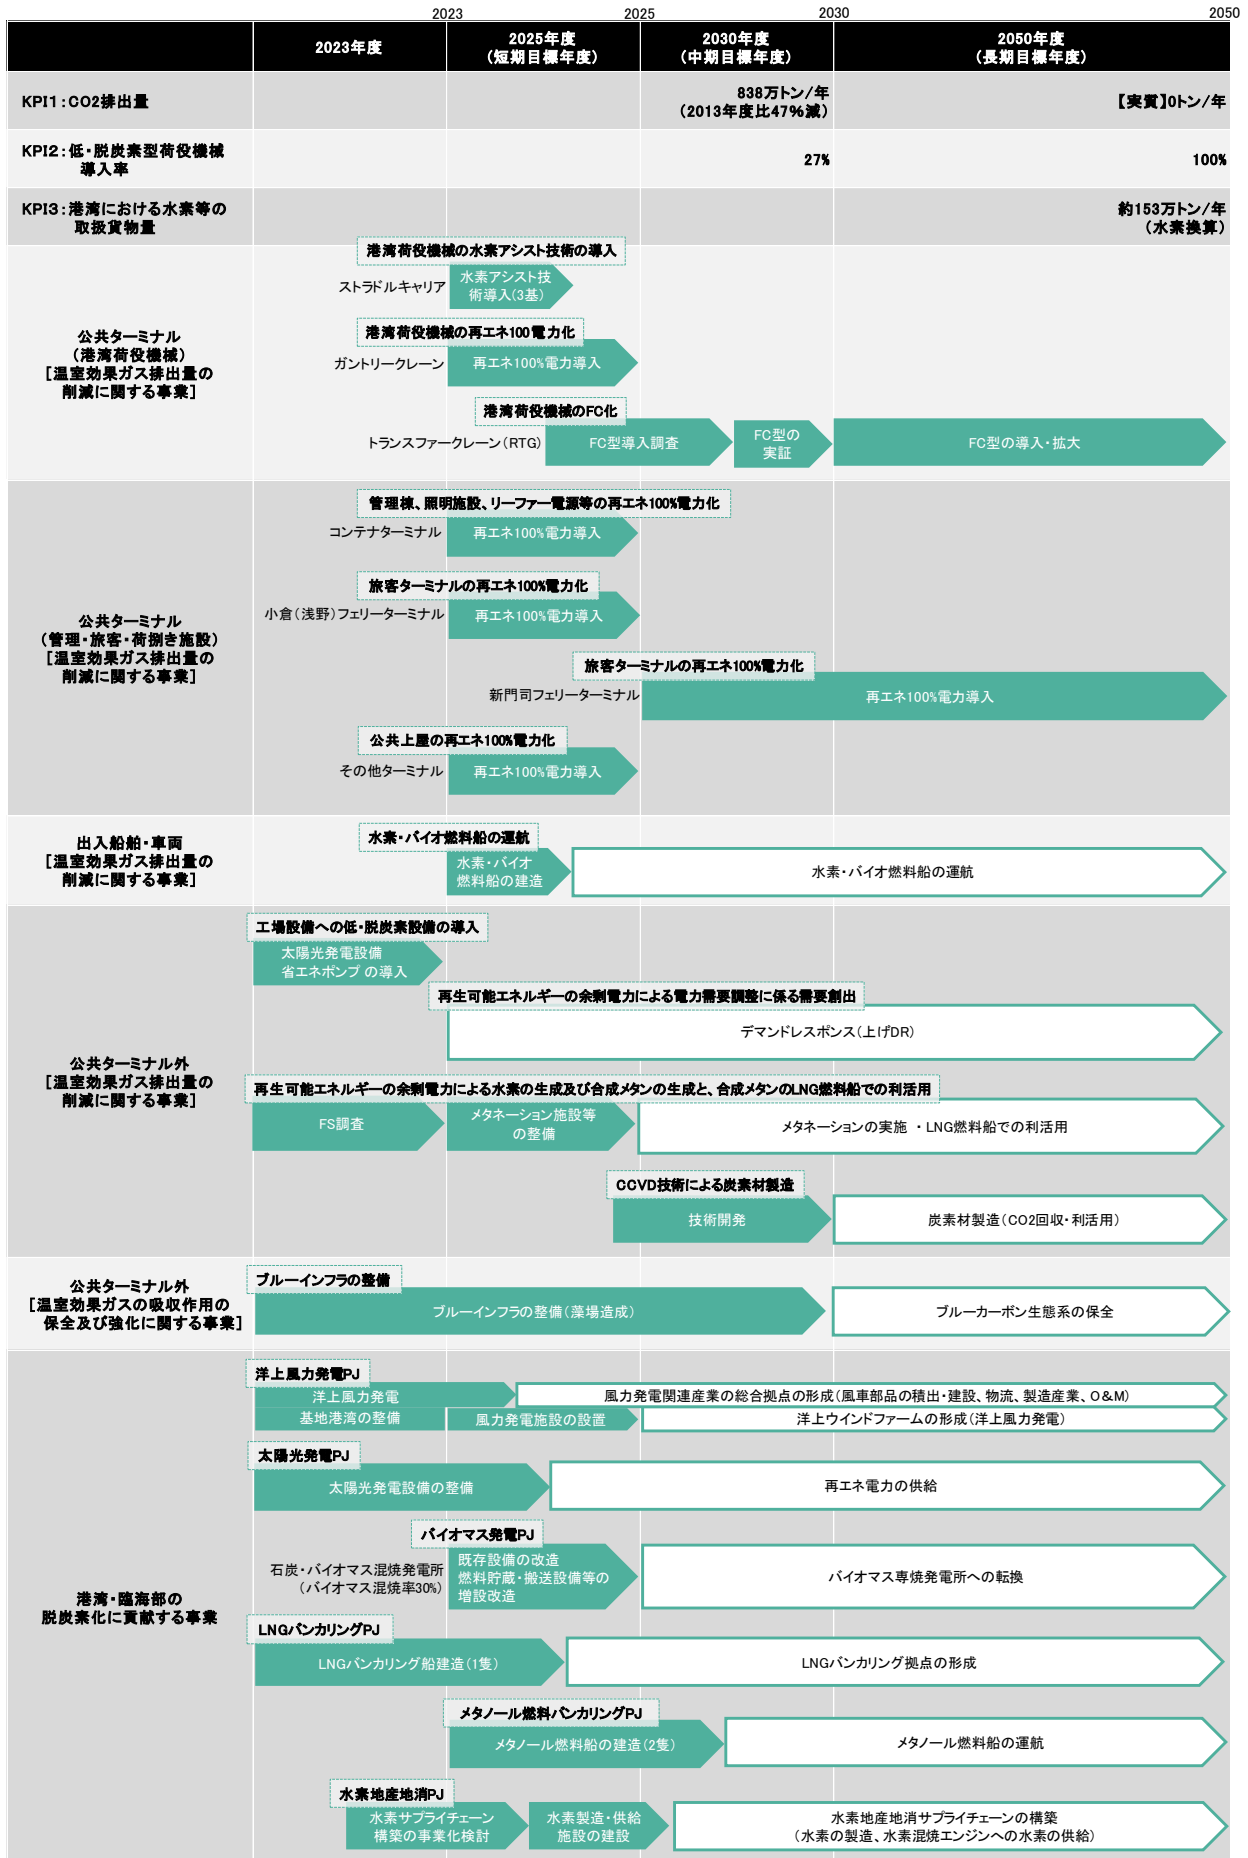 2023
2025
2030
2050
2023年度
2025年度
（短期目標年度）
2030年度
（中期目標年度）
2050年度
（長期目標年度）
KPI1：CO2排出量
838万トン/年
（2013年度比47%減）
【実質】0トン/年
KPI2：低・脱炭素型荷役機械
導入率
27%
100%
KPI3：港湾における水素等の
取扱貨物量
約153万トン/年
（水素換算）
公共ターミナル
（港湾荷役機械）
［温室効果ガス排出量の
削減に関する事業］
港湾荷役機械の水素アシスト技術の導入
ストラドルキャリア
水素アシスト技
術導入(3基)
港湾荷役機械の再エネ100電力化
ガントリークレーン
再エネ100%電力導入
港湾荷役機械のFC化
トランスファークレーン（RTG）
FC型導入調査
FC型の
実証
FC型の導入・拡大
公共ターミナル
（管理・旅客・荷捌き施設）
［温室効果ガス排出量の
削減に関する事業］
管理棟、照明施設、リーファー電源等の再エネ100%電力化
コンテナターミナル
再エネ100%電力導入
旅客ターミナルの再エネ100%電力化
小倉（浅野）フェリーターミナル
再エネ100%電力導入
旅客ターミナルの再エネ100%電力化
新門司フェリーターミナル
再エネ100%電力導入
公共上屋の再エネ100%電力化
その他ターミナル
再エネ100%電力導入
出入船舶・車両
［温室効果ガス排出量の
削減に関する事業］
水素・バイオ燃料船の運航
水素・バイオ
燃料船の建造
水素・バイオ燃料船の運航
公共ターミナル外
［温室効果ガス排出量の
削減に関する事業］
工場設備への低・脱炭素設備の導入
太陽光発電設備
省エネポンプ の導入
再生可能エネルギーの余剰電力による電力需要調整に係る需要創出
デマンドレスポンス（上げDR）
再生可能エネルギーの余剰電力による水素の生成及び合成メタンの生成と、合成メタンのLNG燃料船での利活用
FS調査
メタネーション施設等
の整備
メタネーションの実施 ・LNG燃料船での利活用
CCVD技術による炭素材製造
技術開発
炭素材製造（CO2回収・利活用）
公共ターミナル外
［温室効果ガスの吸収作用の
保全及び強化に関する事業］
ブルーインフラの整備
ブルーインフラの整備（藻場造成）
ブルーカーボン生態系の保全
港湾・臨海部の
脱炭素化に貢献する事業
洋上風力発電PJ
洋上風力発電
風力発電関連産業の総合拠点の形成（風車部品の積出・建設、物流、製造産業、O&M）
基地港湾の整備
風力発電施設の設置
洋上ウインドファームの形成（洋上風力発電）
太陽光発電PJ
太陽光発電設備の整備
再エネ電力の供給
バイオマス発電PJ
石炭・バイオマス混焼発電所
（バイオマス混焼率30%）
既存設備の改造
燃料貯蔵・搬送設備等の
増設改造
バイオマス専焼発電所への転換
LNGバンカリングPJ
LNGバンカリング船建造（1隻）
LNGバンカリング拠点の形成
メタノール燃料バンカリングPJ
メタノール燃料船の建造（2隻）
メタノール燃料船の運航
水素地産地消PJ
水素サプライチェーン
構築の事業化検討
水素製造・供給
施設の建設
水素地産地消サプライチェーンの構築
（水素の製造、水素混焼エンジンへの水素の供給）